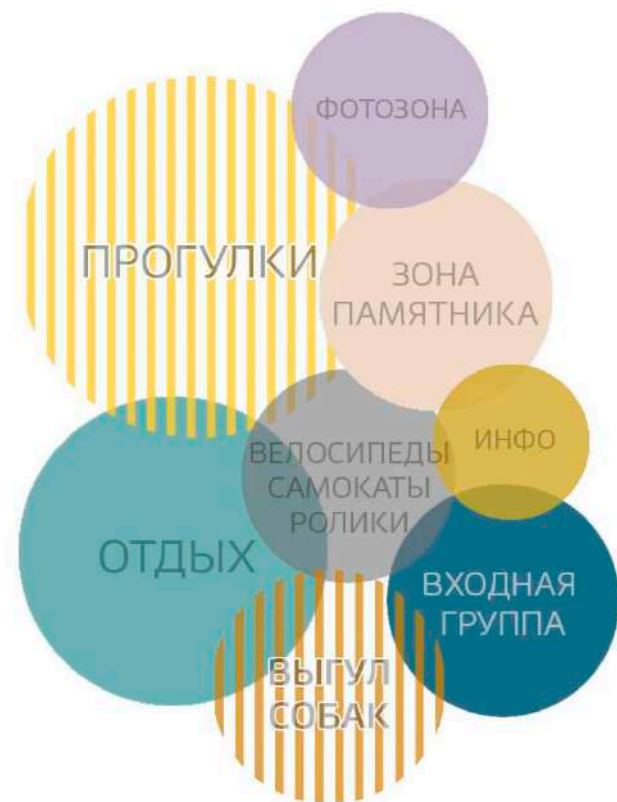 ФОТОЗОНА
ПРОГУЛКИ
ЗОНА
ПАМЯТНИКА
ВЕЛОСИПЕДЫ
САМОКАТЫ
РОЛИКИ
ИНФО
ОТДЫХ
ВХОДНАЯ
ГРУППА
ВЫГУЛ
СОБАК